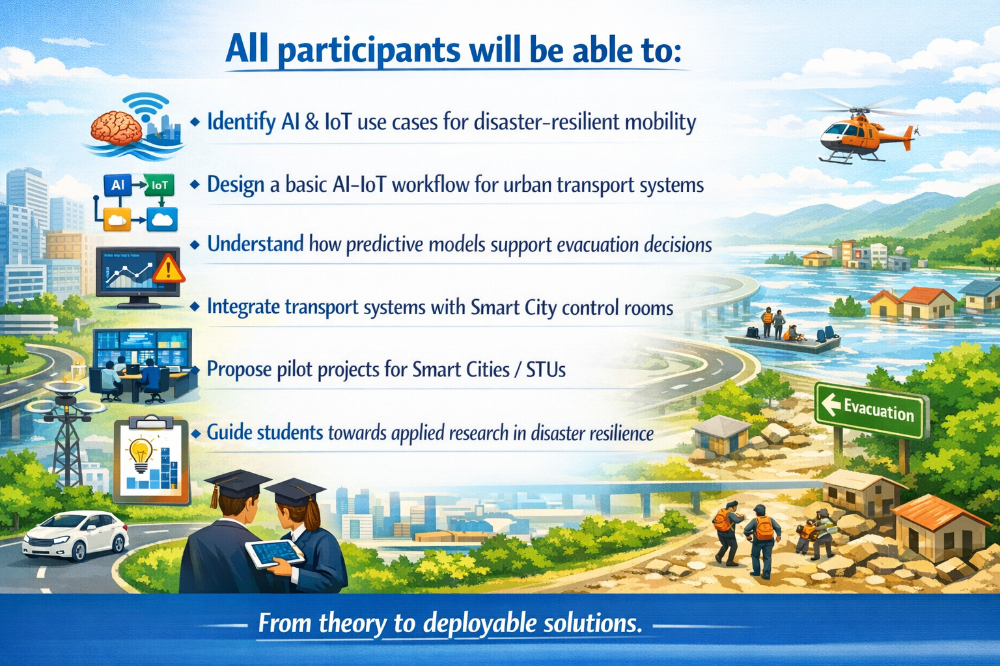 All participants will be able to:
◆ Identify AI & IoT use cases for disaster-resilient mobility
AI
IoT
◆ Design a basic AI–IoT workflow for urban transport systems
◆ Understand how predictive models support evacuation decisions
◆ Integrate transport systems with Smart City control rooms
◆ Propose pilot projects for Smart Cities / STUs
Evacuation
◆ Guide students towards applied research in disaster resilience
From theory to deployable solutions.